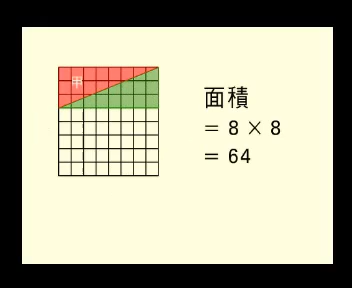 甲
面積
= 8 × 8
= 64